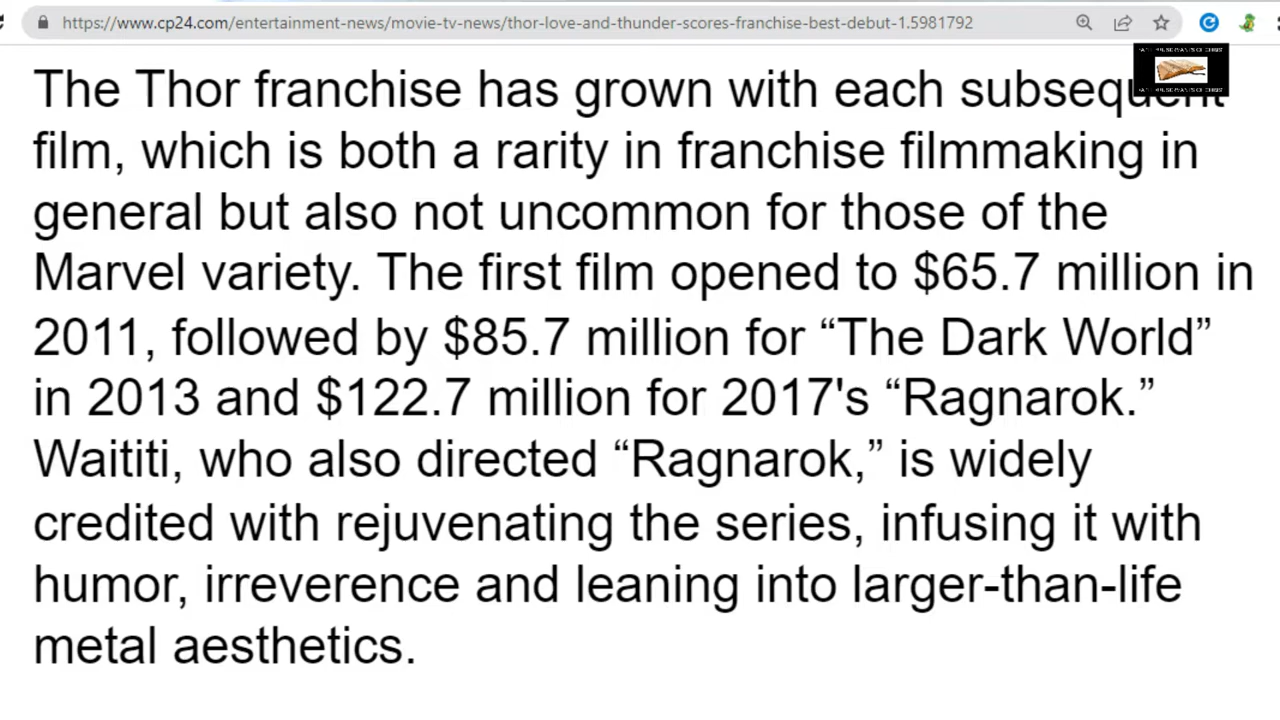 https://www.cp24.com/entertainment-news/movie-tv-news/thor-love-and-thunder-scores-franchise-best-debut-1.5981792
The Thor franchise has grown with each subsequent
film, which is both a rarity in franchise filmmaking in
general but also not uncommon for those of the
Marvel variety. The first film opened to $65.7 million in
2011, followed by $85.7 million for “The Dark World”
in 2013 and $122.7 million for 2017's “Ragnarok.”
Waititi, who also directed “Ragnarok,” is widely
credited with rejuvenating the series, infusing it with
humor, irreverence and leaning into larger-than-life
metal aesthetics.